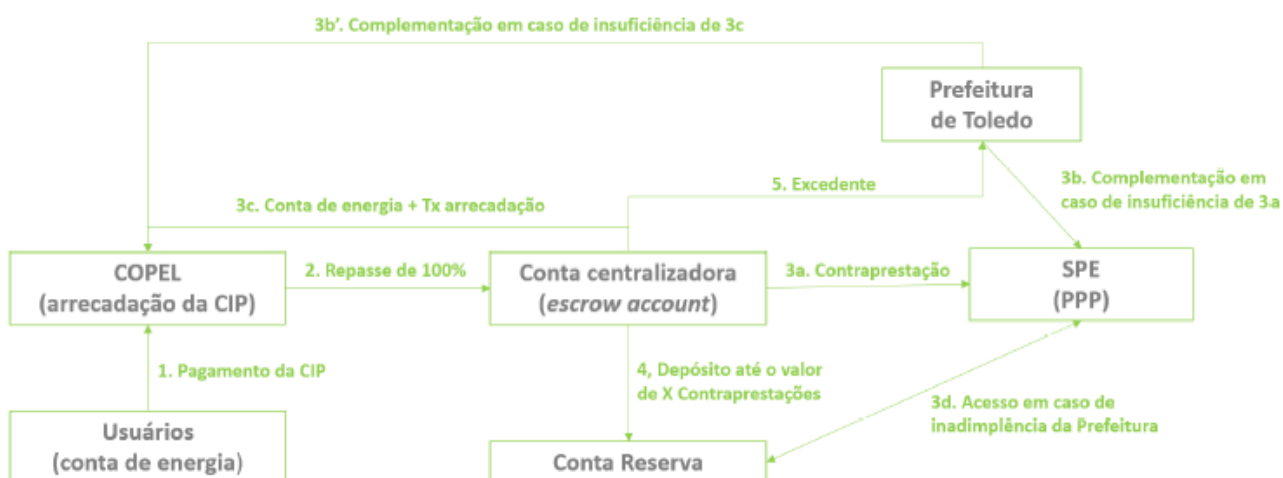 3b'. Complementação em caso de insuficiência de 3c
Prefeitura
de Toledo
5. Excedente
3b. Complementação em
caso de insuficiência de 3a
3c. Conta de energia + Tx arrecadação
COPEL
(arrecadação da CIP)
2. Repasse de 100%
Conta centralizadora
(escrow account)
3a. Contraprestação
SPE
(PPP)
1. Pagamento da CIP
4, Depósito até o valor
de X Contraprestações
3d. Acesso em caso de
inadimplência da Prefeitura
Usuários
(conta de energia)
Conta Reserva